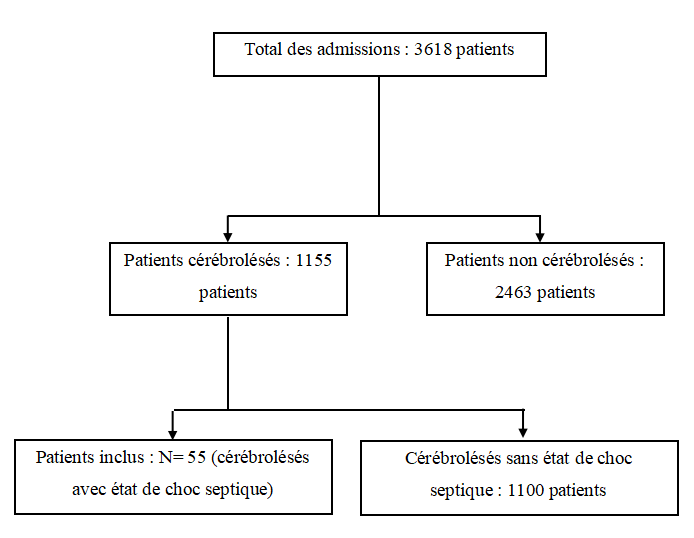 Total des admissions : 3618 patients
Patients cérébrolésés : 1155
patients
Patients non cérébrolésés :
2463 patients
Patients inclus : N= 55 (cérébrolésés
avec état de choc septique)
Cérébrolésés sans état de choc
septique : 1100 patients